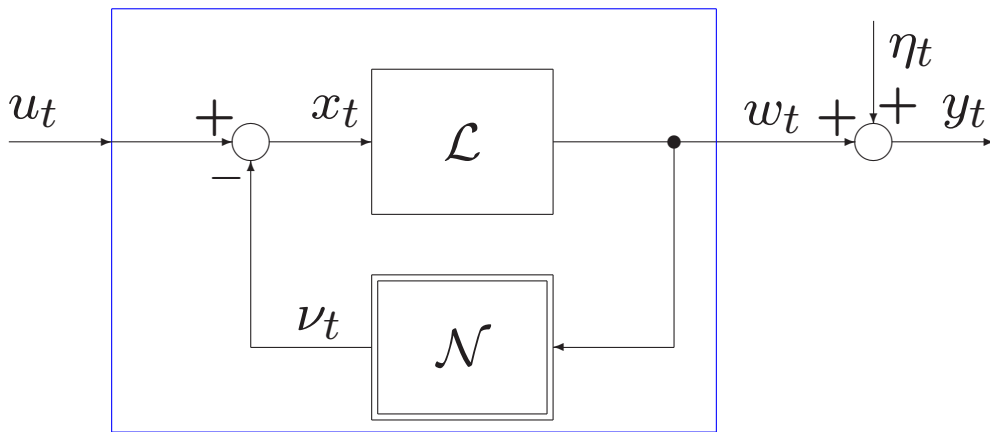 η_t
u_t + x_t 𝓛 w_t + + y_t
−
ν_t 𝓝